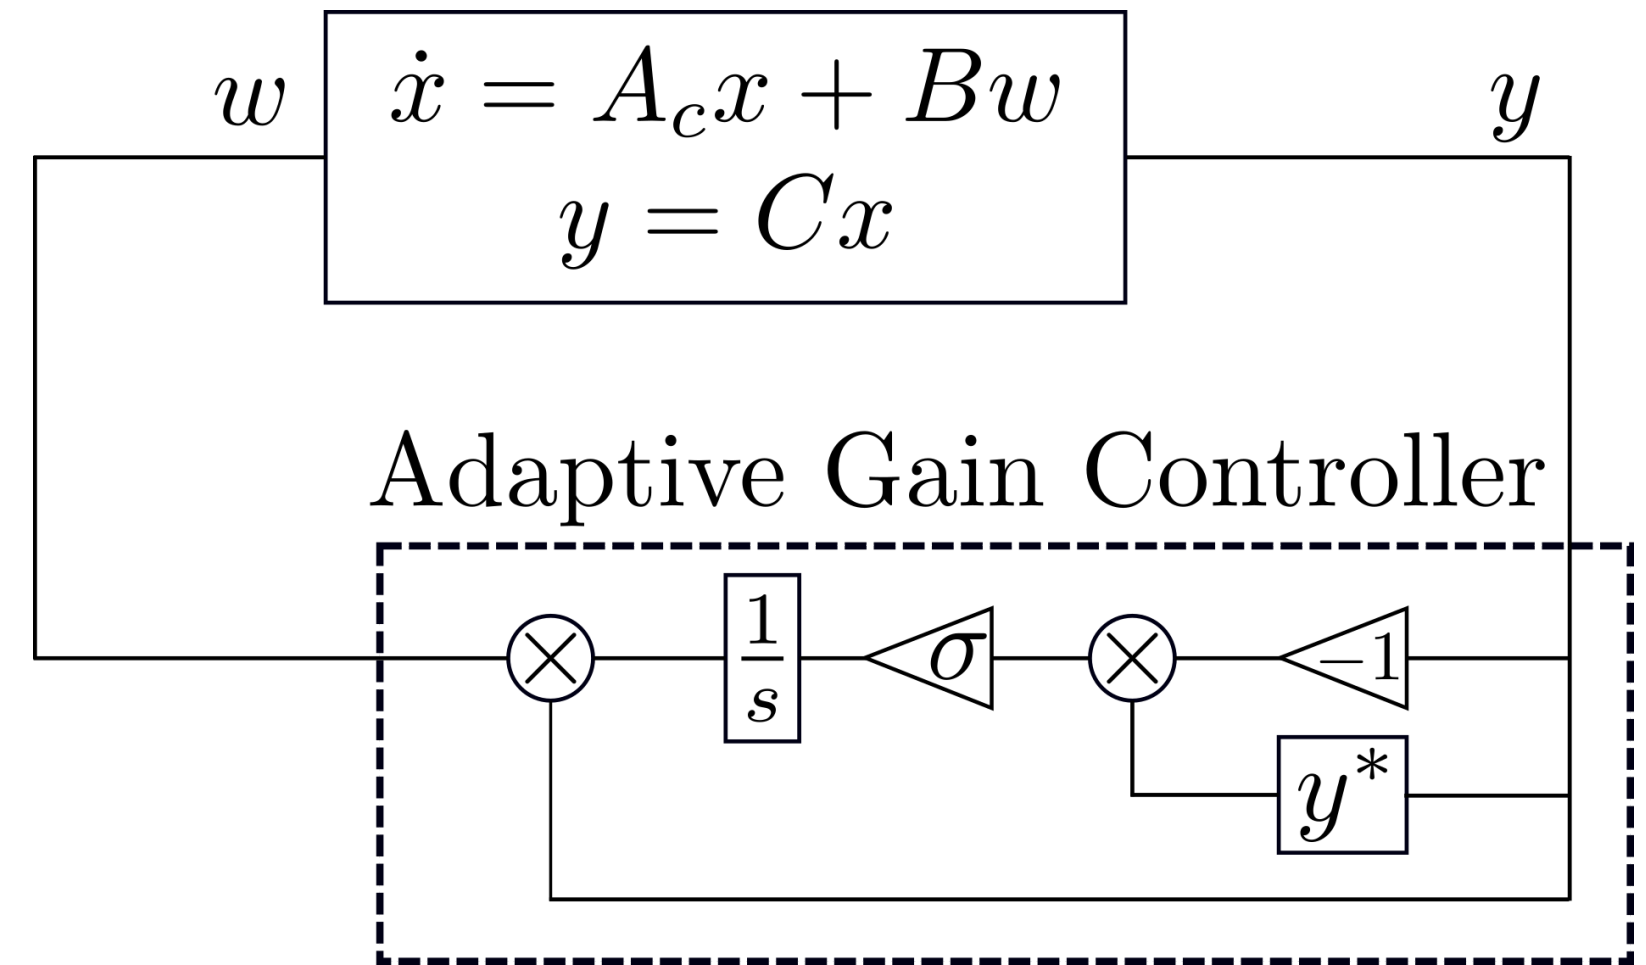 w
ẋ = A_c x + Bw
y
y = Cx
Adaptive Gain Controller
1/s
σ
−1
y*